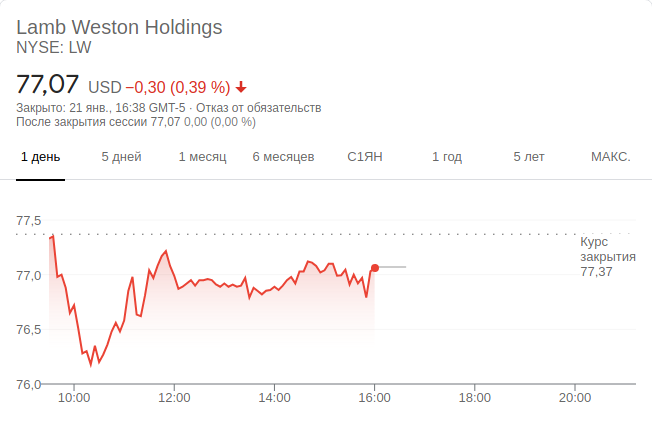 Lamb Weston Holdings
NYSE: LW
77,07 USD −0,30 (0,39 %)
Закрыто: 21 янв., 16:38 GMT-5 · Отказ от обязательств
После закрытия сессии 77,07 0,00 (0,00 %)
1 день 5 дней 1 месяц 6 месяцев С1ЯН 1 год 5 лет МАКС.
77,5
Курс
закрытия
77,37
77,0
76,5
76,0
10:00 12:00 14:00 16:00 18:00 20:00